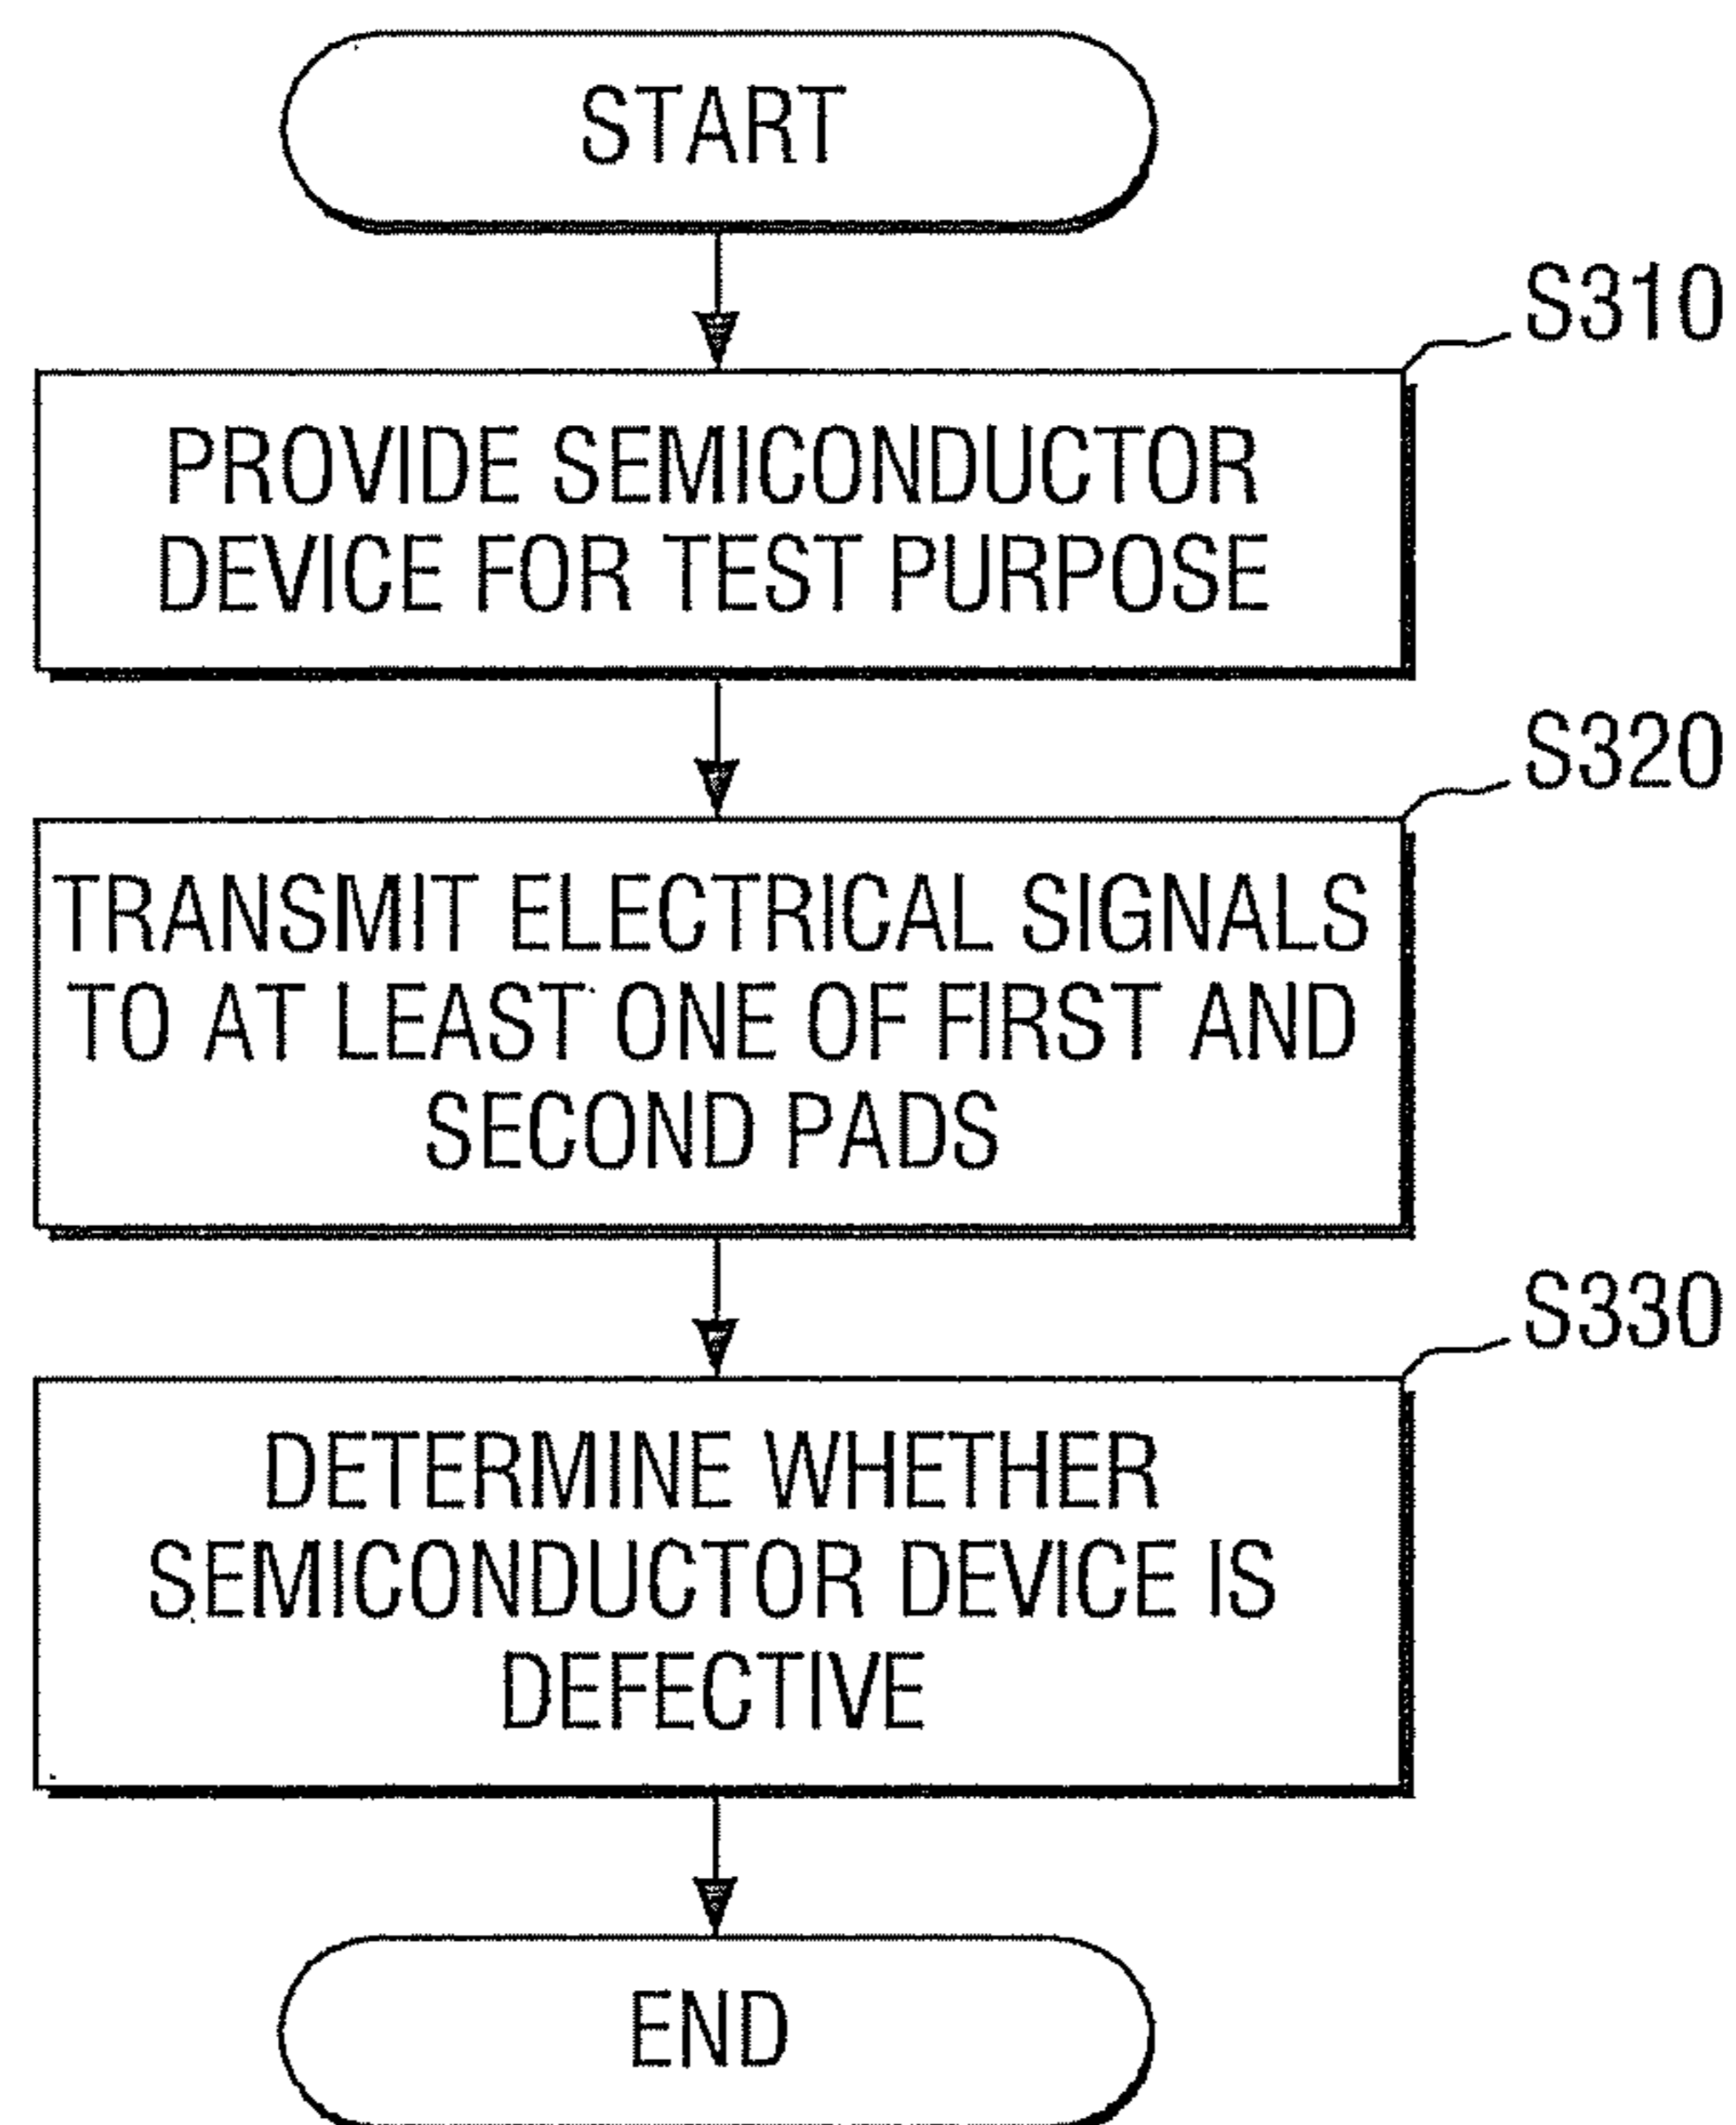 START
S310
PROVIDE SEMICONDUCTOR
DEVICE FOR TEST PURPOSE
S320
TRANSMIT ELECTRICAL SIGNALS
TO AT LEAST ONE OF FIRST AND
SECOND PADS
S330
DETERMINE WHETHER
SEMICONDUCTOR DEVICE IS
DEFECTIVE
END